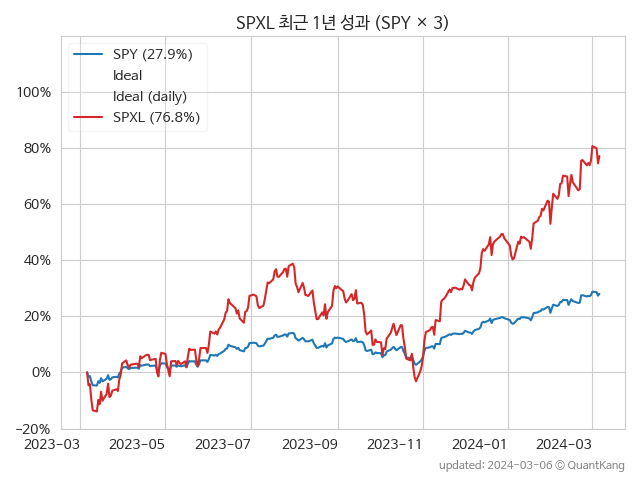 SPXL 최근 1년 성과 (SPY × 3)
SPY (27.9%)
Ideal
Ideal (daily)
SPXL (76.8%)
100%
80%
60%
40%
20%
0%
−20%
2023−03
2023−05
2023−07
2023−09
2023−11
2024−01
2024−03
updated: 2024-03-06 © QuantKang